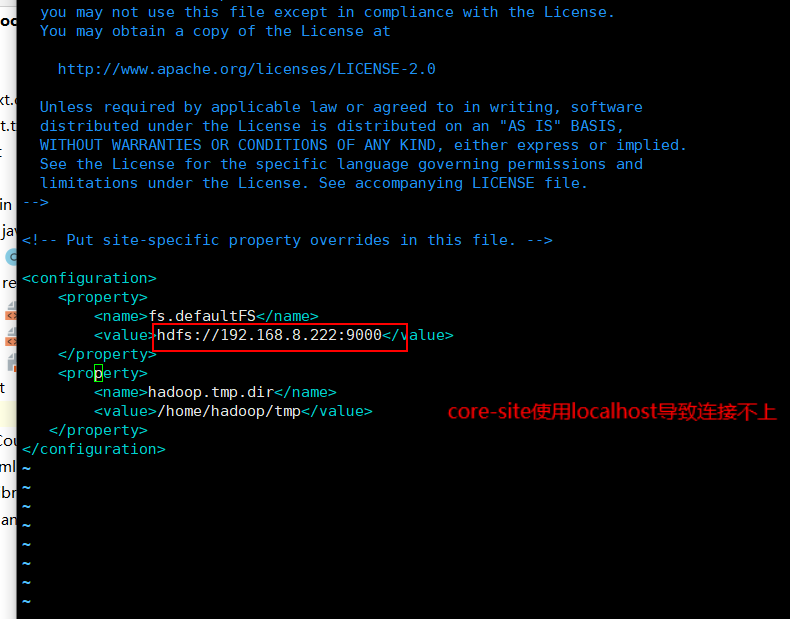 you may not use this file except in compliance with the License.
You may obtain a copy of the License at
http://www.apache.org/licenses/LICENSE-2.0
Unless required by applicable law or agreed to in writing, software
distributed under the License is distributed on an "AS IS" BASIS,
WITHOUT WARRANTIES OR CONDITIONS OF ANY KIND, either express or implied.
See the License for the specific language governing permissions and
limitations under the License. See accompanying LICENSE file.
-->
<!-- Put site-specific property overrides in this file. -->
<configuration>
<property>
<name>fs.defaultFS</name>
<value>hdfs://192.168.8.222:9000</value>
</property>
<property>
<name>hadoop.tmp.dir</name>
<value>/home/hadoop/tmp</value>
core-site使用localhost导致连接不上
</property>
</configuration>
~
~
~
~
~
~
~
~